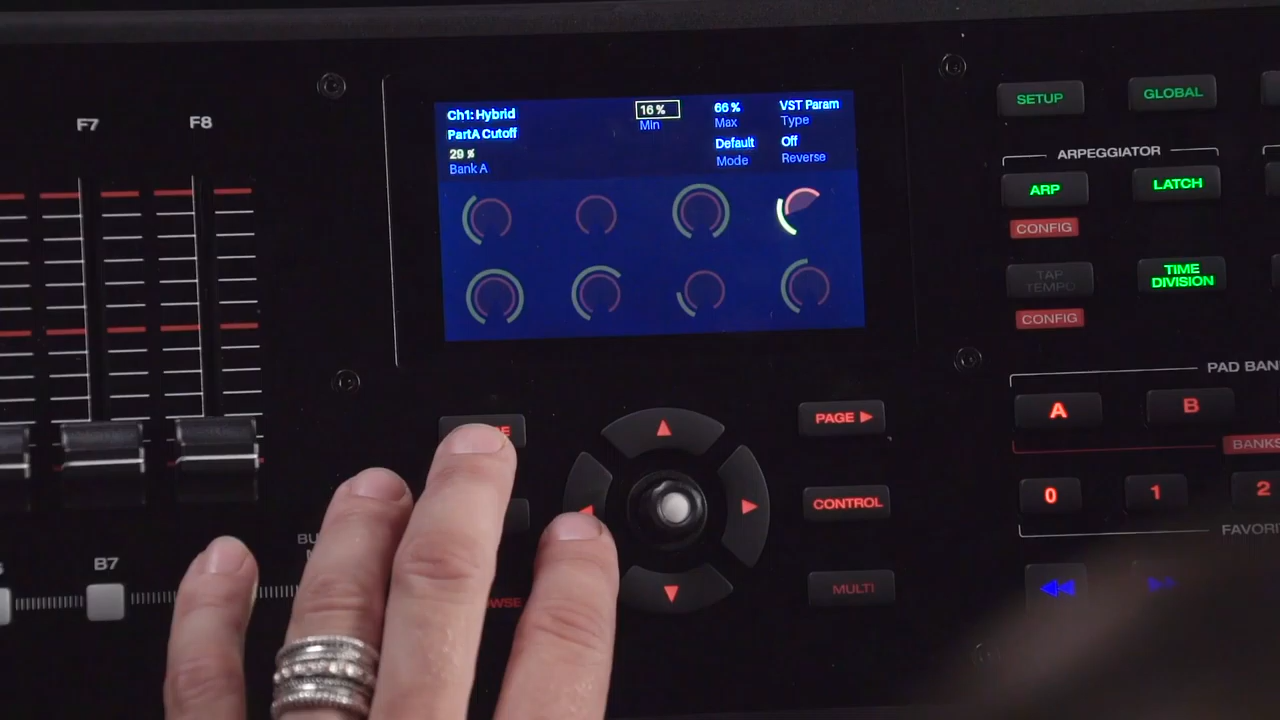 F7
F8
Ch1: Hybrid
PartA Cutoff
29 %
Bank A
16 %
Min
66 %
Max
VST Param
Type
Default
Mode
Off
Reverse
SETUP
GLOBAL
ARPEGGIATOR
ARP
LATCH
CONFIG
TAP
TEMPO
TIME
DIVISION
CONFIG
PAGE
CONTROL
MULTI
PAD BAN
A
B
BANKS
0
1
2
FAVORI
B7